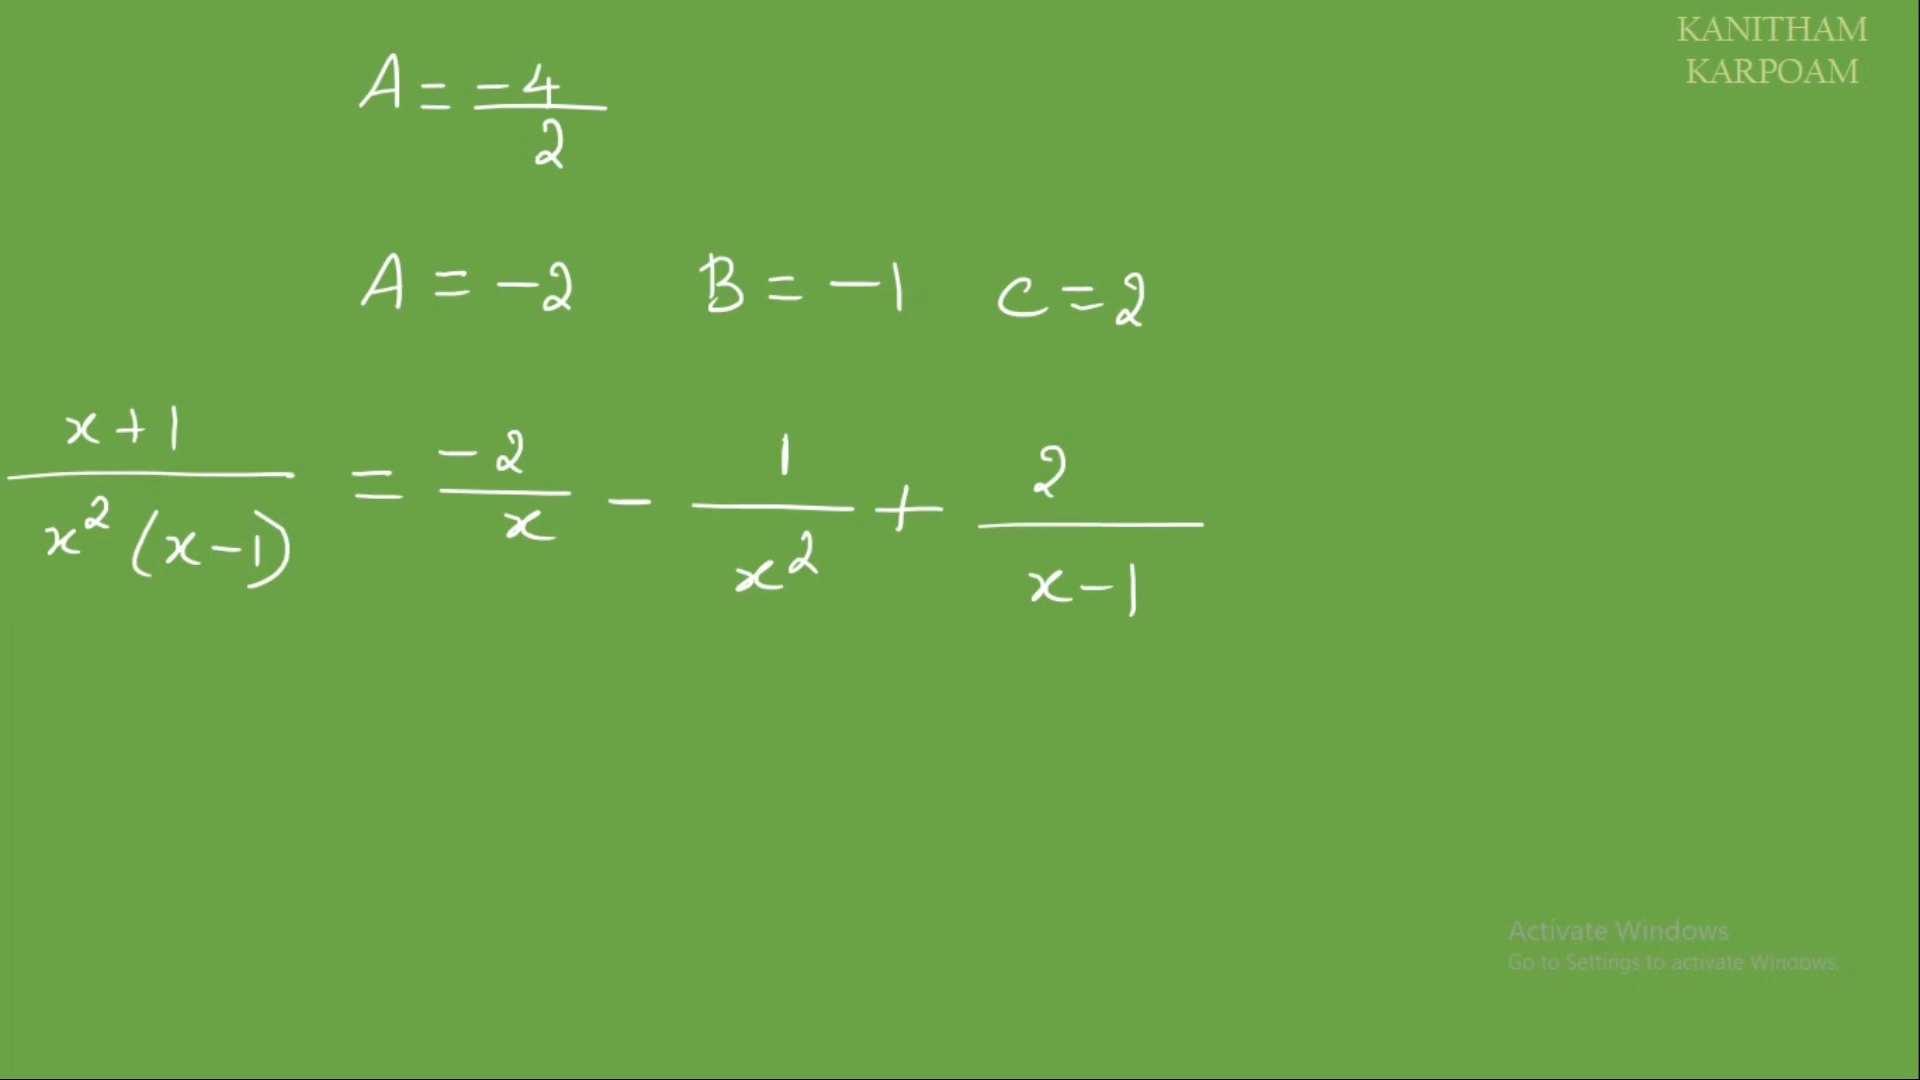 KANITHAM
KARPOAM
A = -4/2
A = -2 B = -1 C = 2
x+1/x²(x-1) = -2/x - 1/x² + 2/x-1
Activate Windows
Go to Settings to activate Windows.